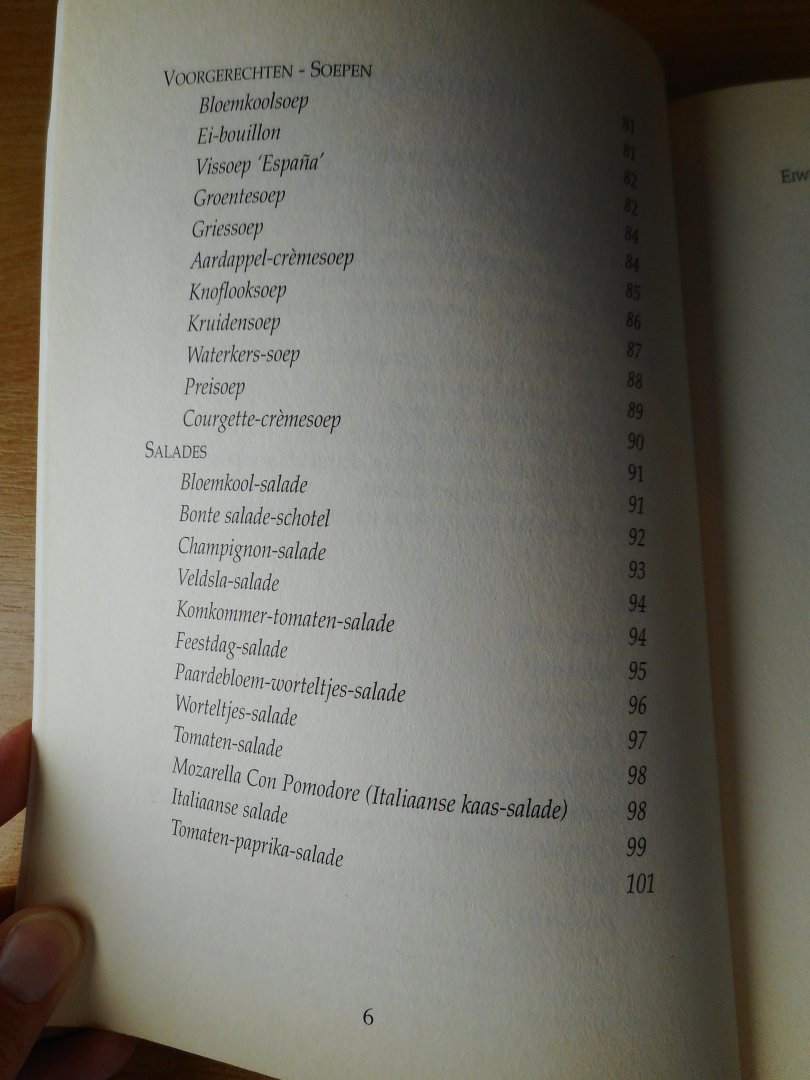 VOORGERECHTEN - SOEPEN 81
Bloemkoolsoep 81
Ei-bouillon 82
Vissoep ‘España’ 82
Groentesoep 84
Griessoep 84
Aardappel-crèmesoep 85
Knoflooksoep 86
Kruidensoep 87
Waterkers-soep 88
Preisoep 89
Courgette-crèmesoep 90
SALADES 91
Bloemkool-salade 91
Bonte salade-schotel 92
Champignon-salade 93
Veldsla-salade 94
Komkommer-tomaten-salade 94
Feestdag-salade 95
Paardebloem-worteltjes-salade 96
Worteltjes-salade 97
Tomaten-salade 98
Mozarella Con Pomodore (Italiaanse kaas-salade) 98
Italiaanse salade 99
Tomaten-paprika-salade 101
6